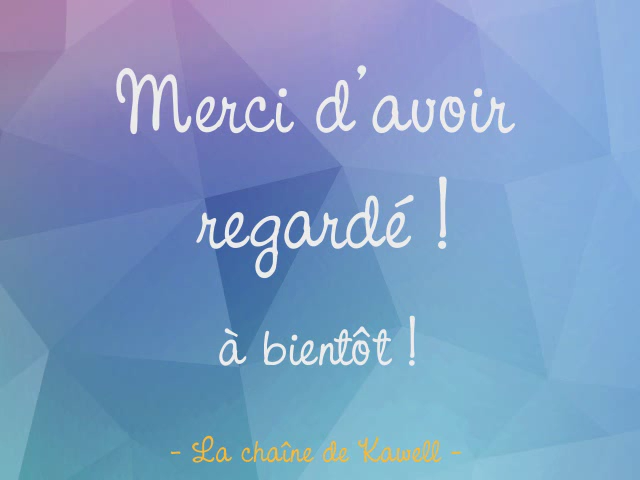 Merci d'avoir
regardé !
à bientôt !
- La chaîne de Kawell -